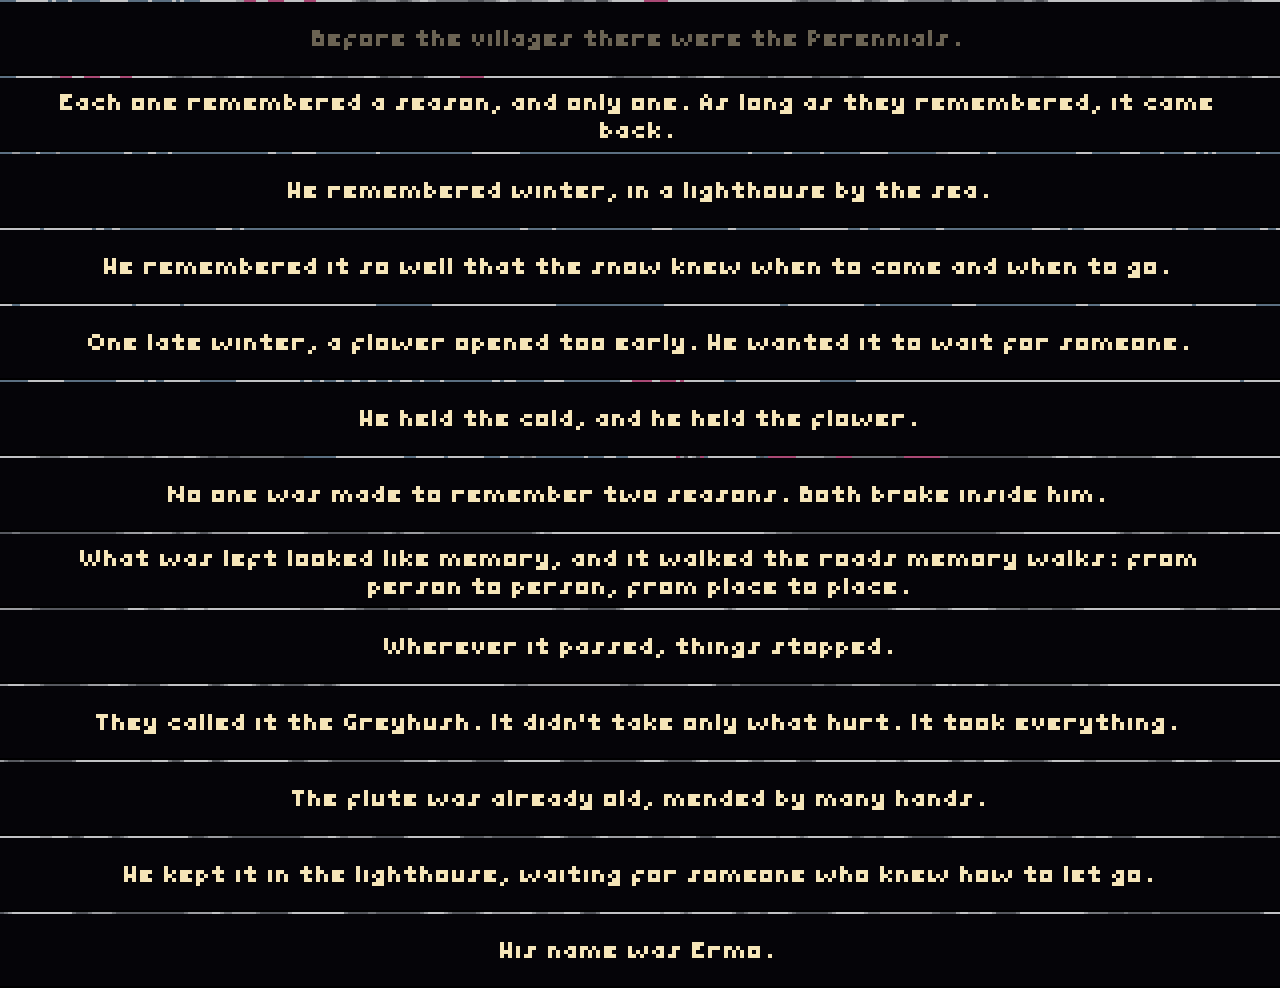 Before the villages there were the Perennials.
Each one remembered a season, and only one. As long as they remembered, it came
back.
He remembered winter, in a lighthouse by the sea.
He remembered it so well that the snow knew when to come and when to go.
One late winter, a flower opened too early. He wanted it to wait for someone.
He held the cold, and he held the flower.
No one was made to remember two seasons. Both broke inside him.
What was left looked like memory, and it walked the roads memory walks: from
person to person, from place to place.
Wherever it passed, things stopped.
They called it the Greyhush. It didn't take only what hurt. It took everything.
The flute was already old, mended by many hands.
He kept it in the lighthouse, waiting for someone who knew how to let go.
His name was Ermo.